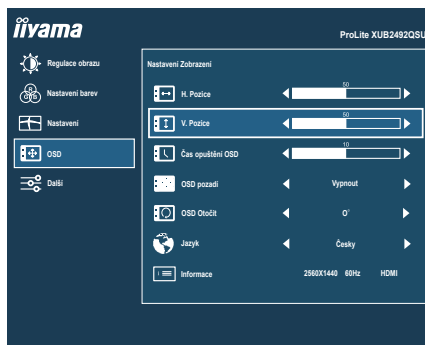 iiyama
ProLite XUB2492QSU
Regulace obrazu
Nastavení barev
Nastavení
OSD
Další
Nastavení Zobrazení
H. Pozice 50
V. Pozice 50
Čas opuštění OSD 10
OSD pozadí Vypnout
OSD Otočit O°
Jazyk Česky
Informace 2560X1440 60Hz HDMI